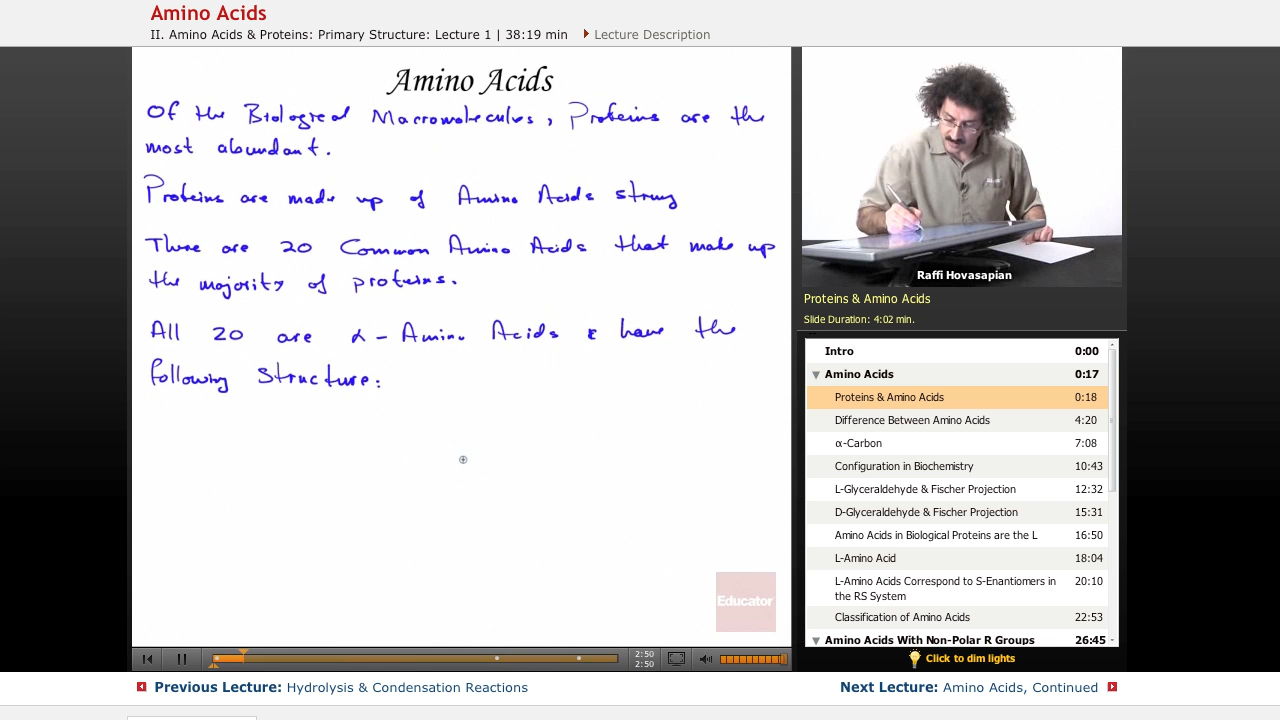 Amino Acids
II. Amino Acids & Proteins: Primary Structure: Lecture 1 | 38:19 min Lecture Description
Amino Acids
Of the Biological Macromolecules, Proteins are the
most abundant.
Proteins are made up of Amino Acids strung
There are 20 Common Amino Acids that make up
the majority of proteins.
All 20 are α-Amino Acids & have the
following structure:
Educator
2:50
2:50
Raffi Hovasapian
Proteins & Amino Acids
Slide Duration: 4:02 min.
Intro 0:00
Amino Acids 0:17
Proteins & Amino Acids 0:18
Difference Between Amino Acids 4:20
α-Carbon 7:08
Configuration in Biochemistry 10:43
L-Glyceraldehyde & Fischer Projection 12:32
D-Glyceraldehyde & Fischer Projection 15:31
Amino Acids in Biological Proteins are the L 16:50
L-Amino Acid 18:04
L-Amino Acids Correspond to S-Enantiomers in 20:10
the RS System
Classification of Amino Acids 22:53
Amino Acids With Non-Polar R Groups 26:45
Click to dim lights
Previous Lecture: Hydrolysis & Condensation Reactions
Next Lecture: Amino Acids, Continued